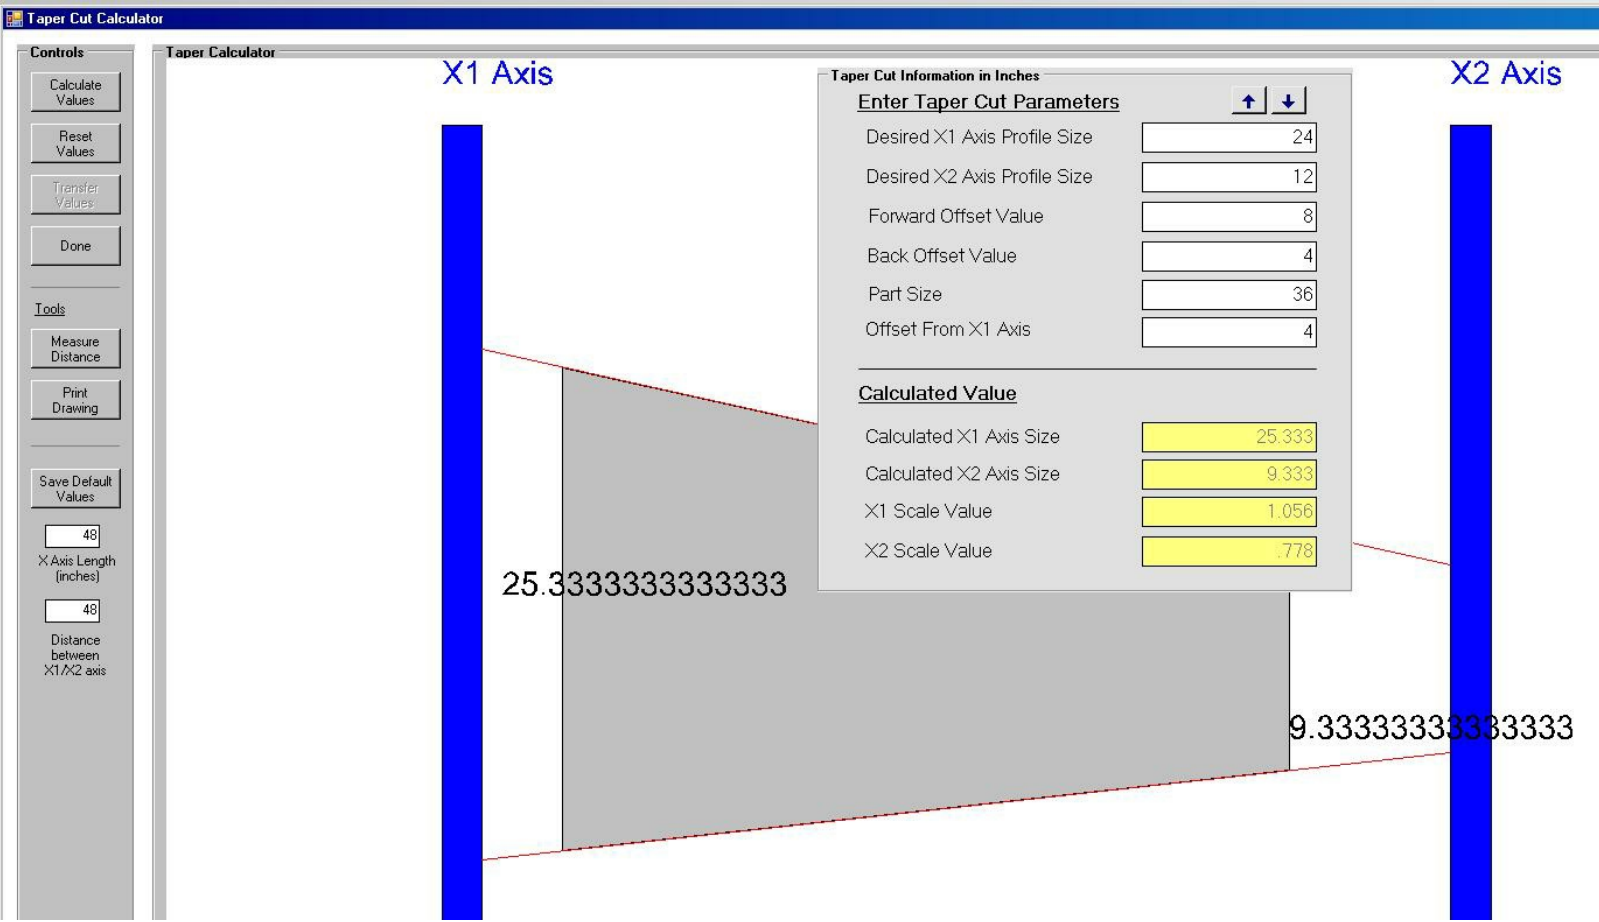 Taper Cut Calculator
Controls
Calculate
Values
Reset
Values
Transfer
Values
Done
Tools
Measure
Distance
Print
Drawing
Save Default
Values
48
X Axis Length
(inches)
48
Distance
between
X1/X2 axis
Taper Calculator
X1 Axis
X2 Axis
Taper Cut Information in Inches
Enter Taper Cut Parameters
Desired X1 Axis Profile Size 24
Desired X2 Axis Profile Size 12
Forward Offset Value 8
Back Offset Value 4
Part Size 36
Offset From X1 Axis 4
Calculated Value
Calculated X1 Axis Size 25.333
Calculated X2 Axis Size 9.333
X1 Scale Value 1.056
X2 Scale Value .778
25.3333333333333
9.33333333333333